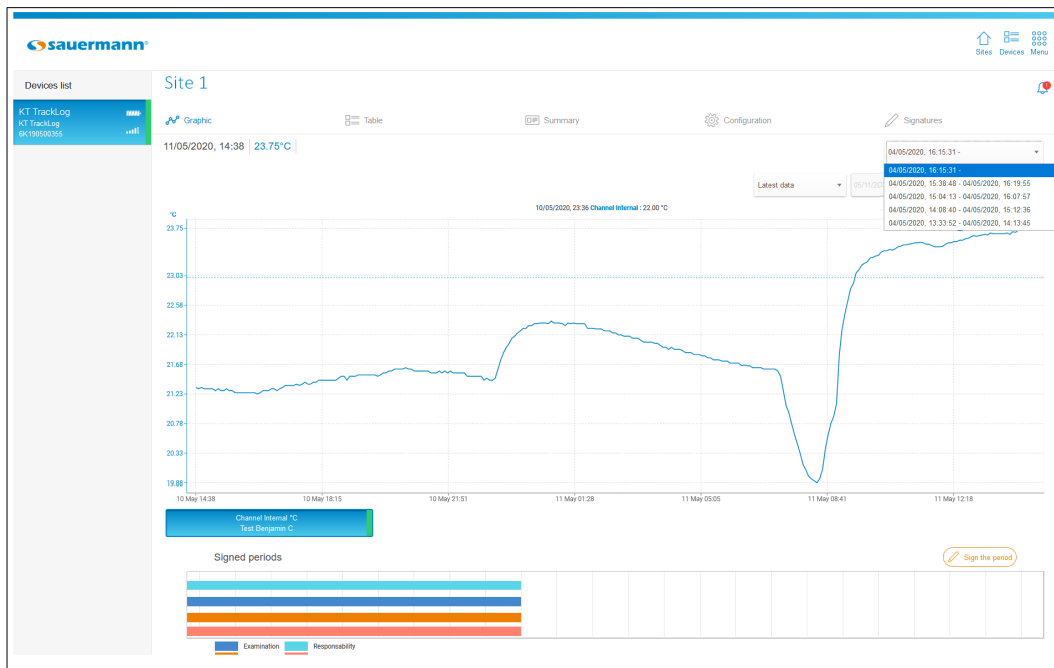 sauermann®
Sites Devices Menu
Devices list
Site 1
KT TrackLog
KT TrackLog
6K190500355
Graphic Table Summary Configuration Signatures
11/05/2020, 14:38 23.75°C
04/05/2020, 16:15:31 -
04/05/2020, 16:15:31 -
04/05/2020, 15:38:48 - 04/05/2020, 16:19:55
04/05/2020, 15:04:13 - 04/05/2020, 16:07:57
04/05/2020, 14:08:40 - 04/05/2020, 15:12:36
04/05/2020, 13:33:52 - 04/05/2020, 14:13:45
Latest data
10/05/2020, 23:36 Channel Internal : 22.00 °C
°C
23.75
23.03
22.58
22.13
21.68
21.23
20.78
20.33
19.88
10 May 14:38 10 May 18:15 10 May 21:51 11 May 01:28 11 May 05:05 11 May 08:41 11 May 12:18
Channel Internal °C
Test Benjamin C
Signed periods
Sign the period
Examination Responsability